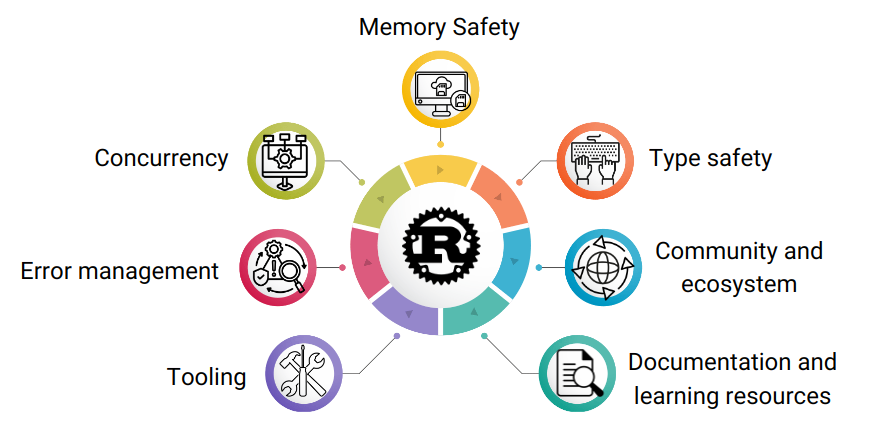 Memory Safety
Concurrency
Type safety
Error management
Community and
ecosystem
Tooling
Documentation and
learning resources
R